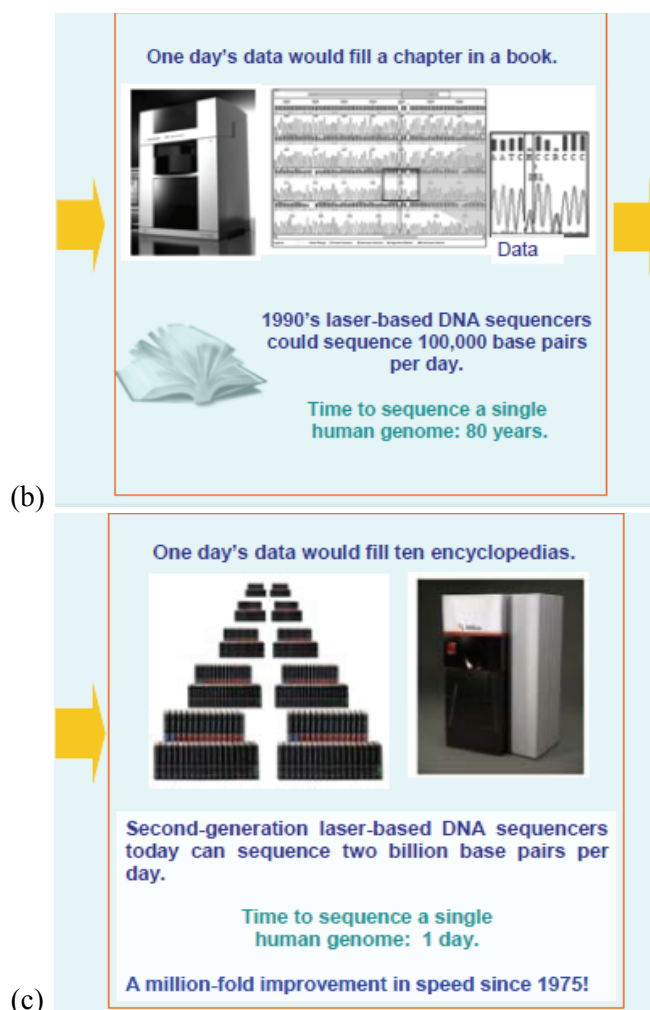 One day's data would fill a chapter in a book.
AATC
CCRCCC
Data
1990's laser-based DNA sequencers
could sequence 100,000 base pairs
per day.
Time to sequence a single
human genome: 80 years.
(b)
One day's data would fill ten encyclopedias.
Second-generation laser-based DNA sequencers
today can sequence two billion base pairs per
day.
Time to sequence a single
human genome: 1 day.
A million-fold improvement in speed since 1975!
(c)